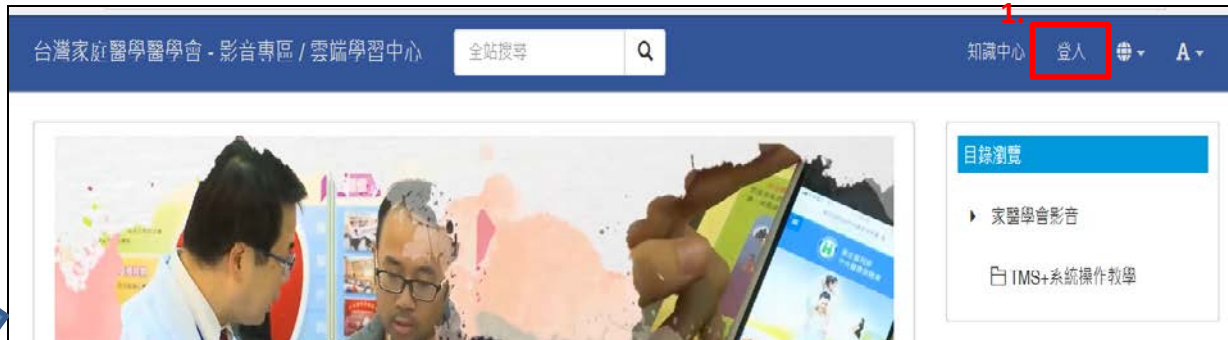 1.
台灣家庭醫學醫學會 - 影音專區 / 雲端學習中心
全站搜尋
知識中心
登入
A
目錄瀏覽
家醫學會影音
TMS+系統操作教學